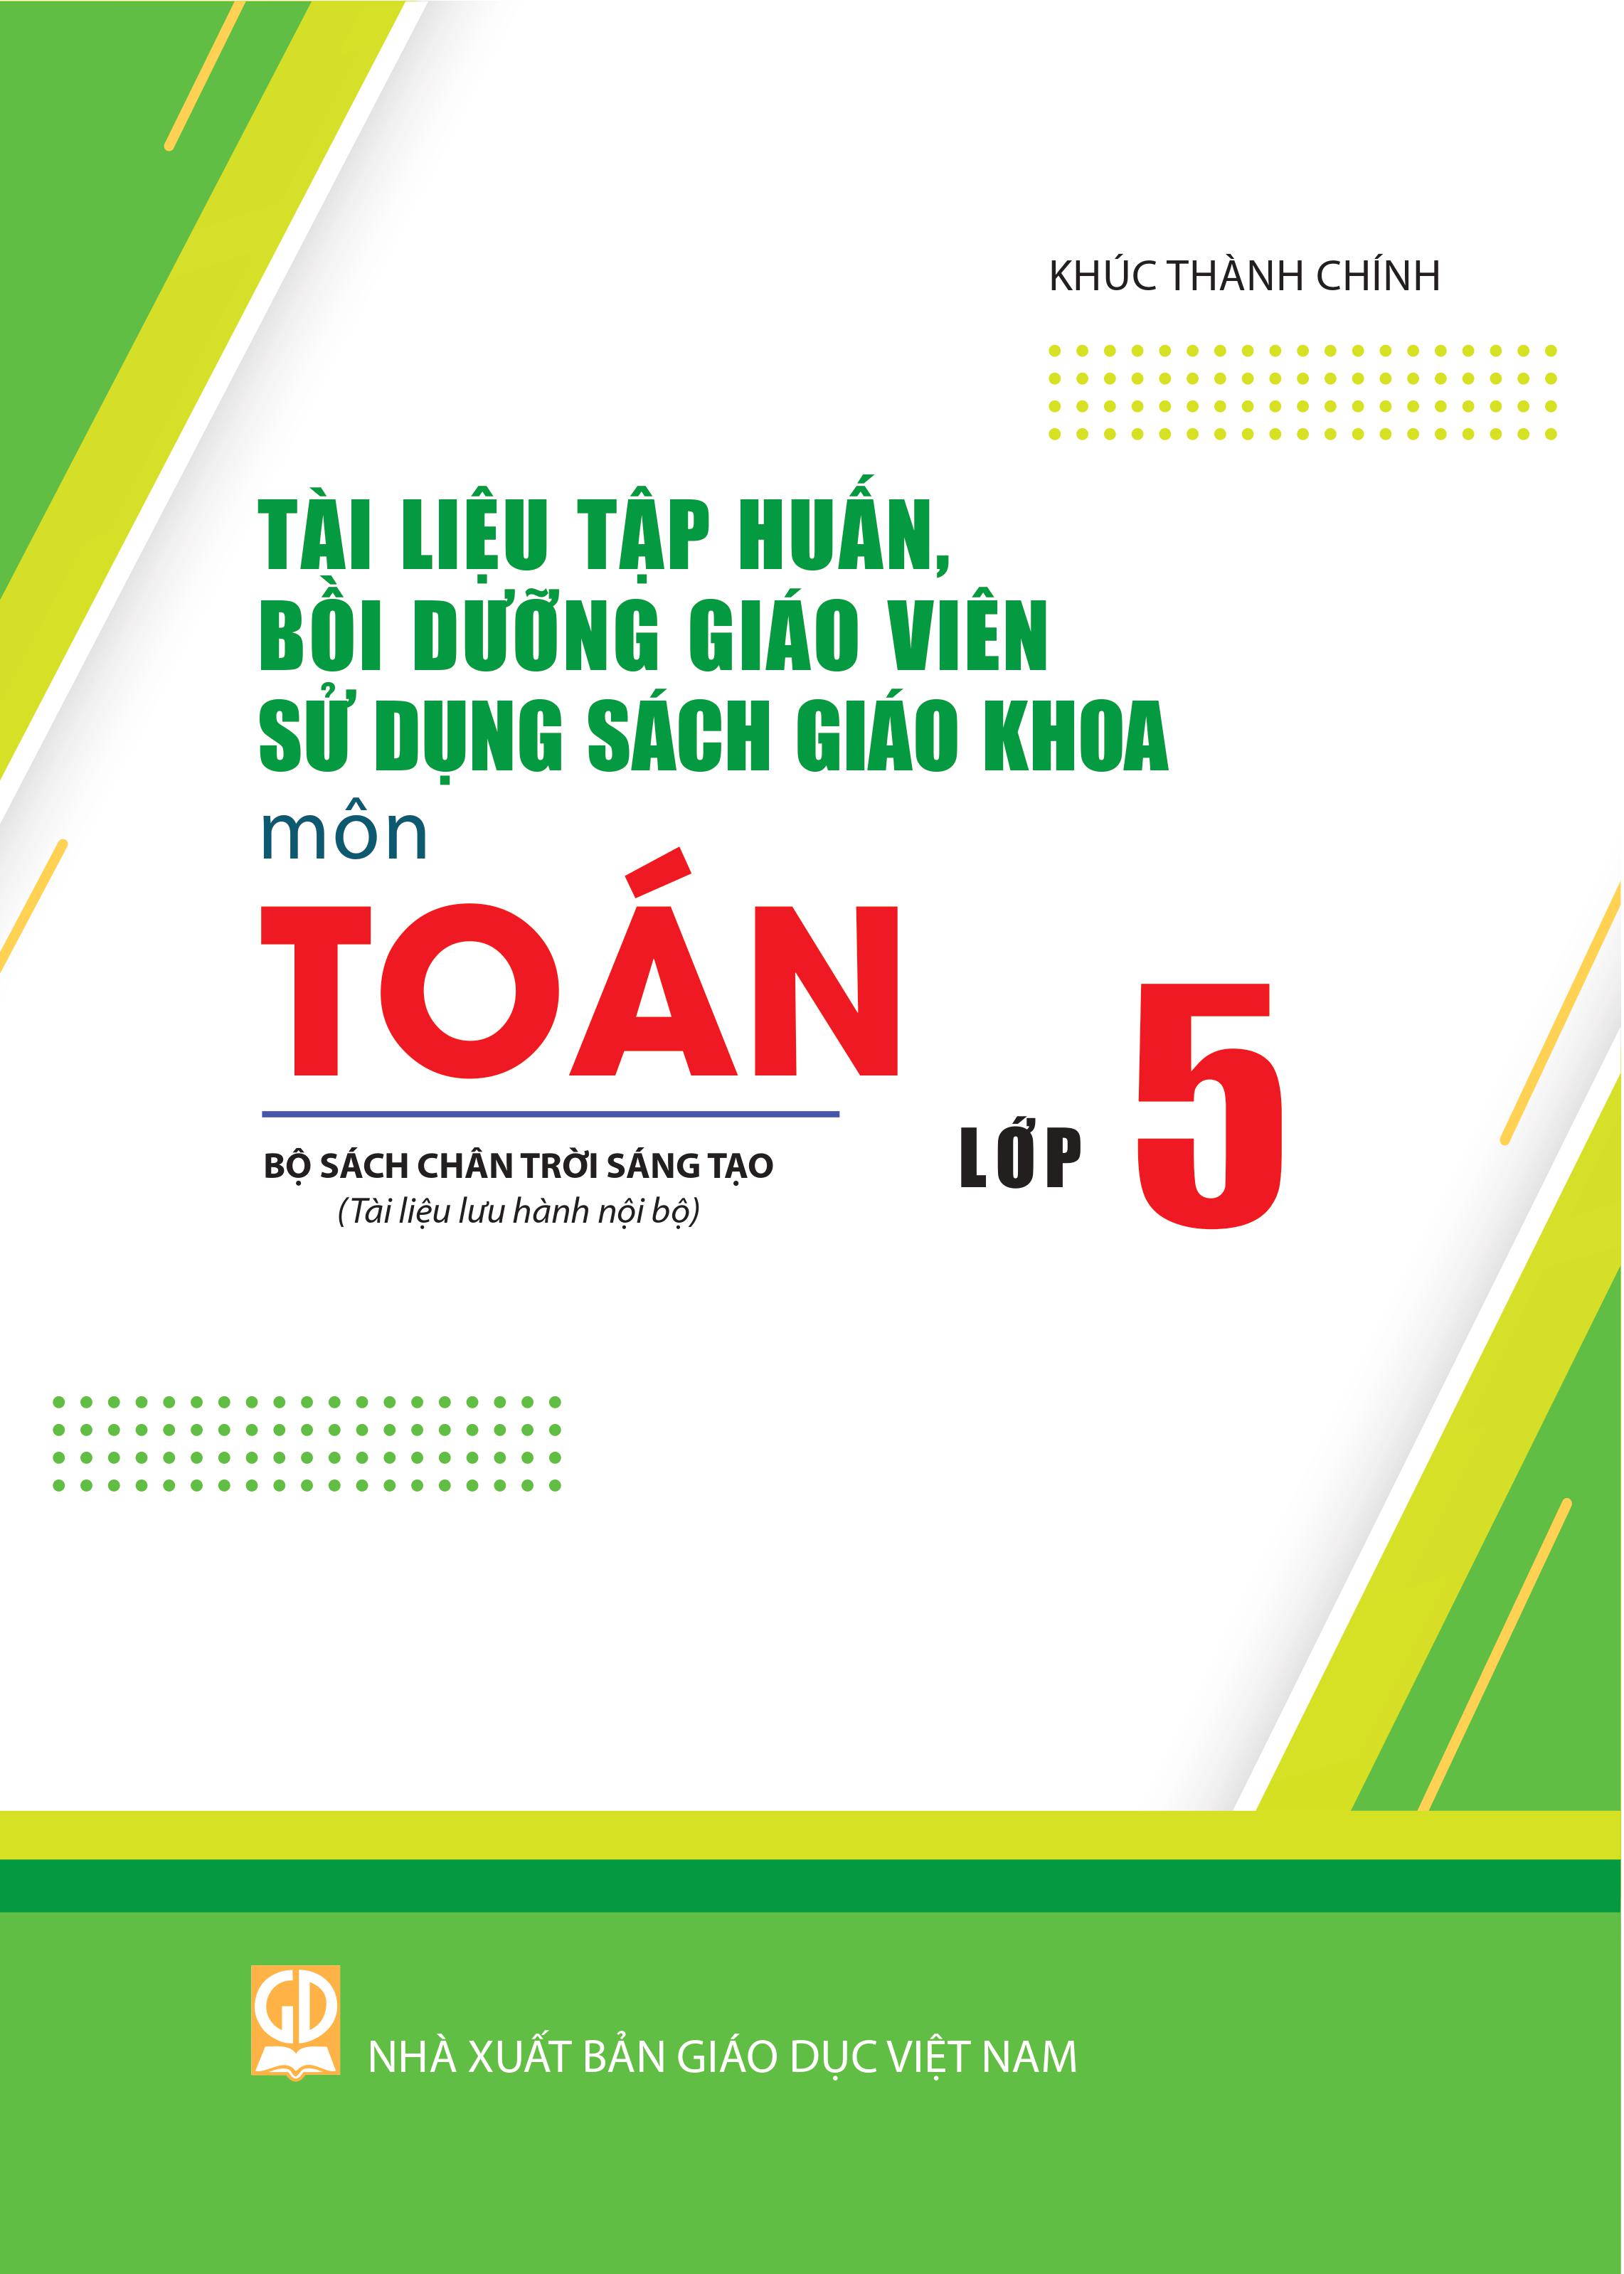 KHÚC THÀNH CHÍNH
TÀI LIỆU TẬP HUẤN,
BỒI DƯỠNG GIÁO VIÊN
SỬ DỤNG SÁCH GIÁO KHOA
môn
TOÁN
LỚP 5
BỘ SÁCH CHÂN TRỜI SÁNG TẠO
(Tài liệu lưu hành nội bộ)
GD
NHÀ XUẤT BẢN GIÁO DỤC VIỆT NAM